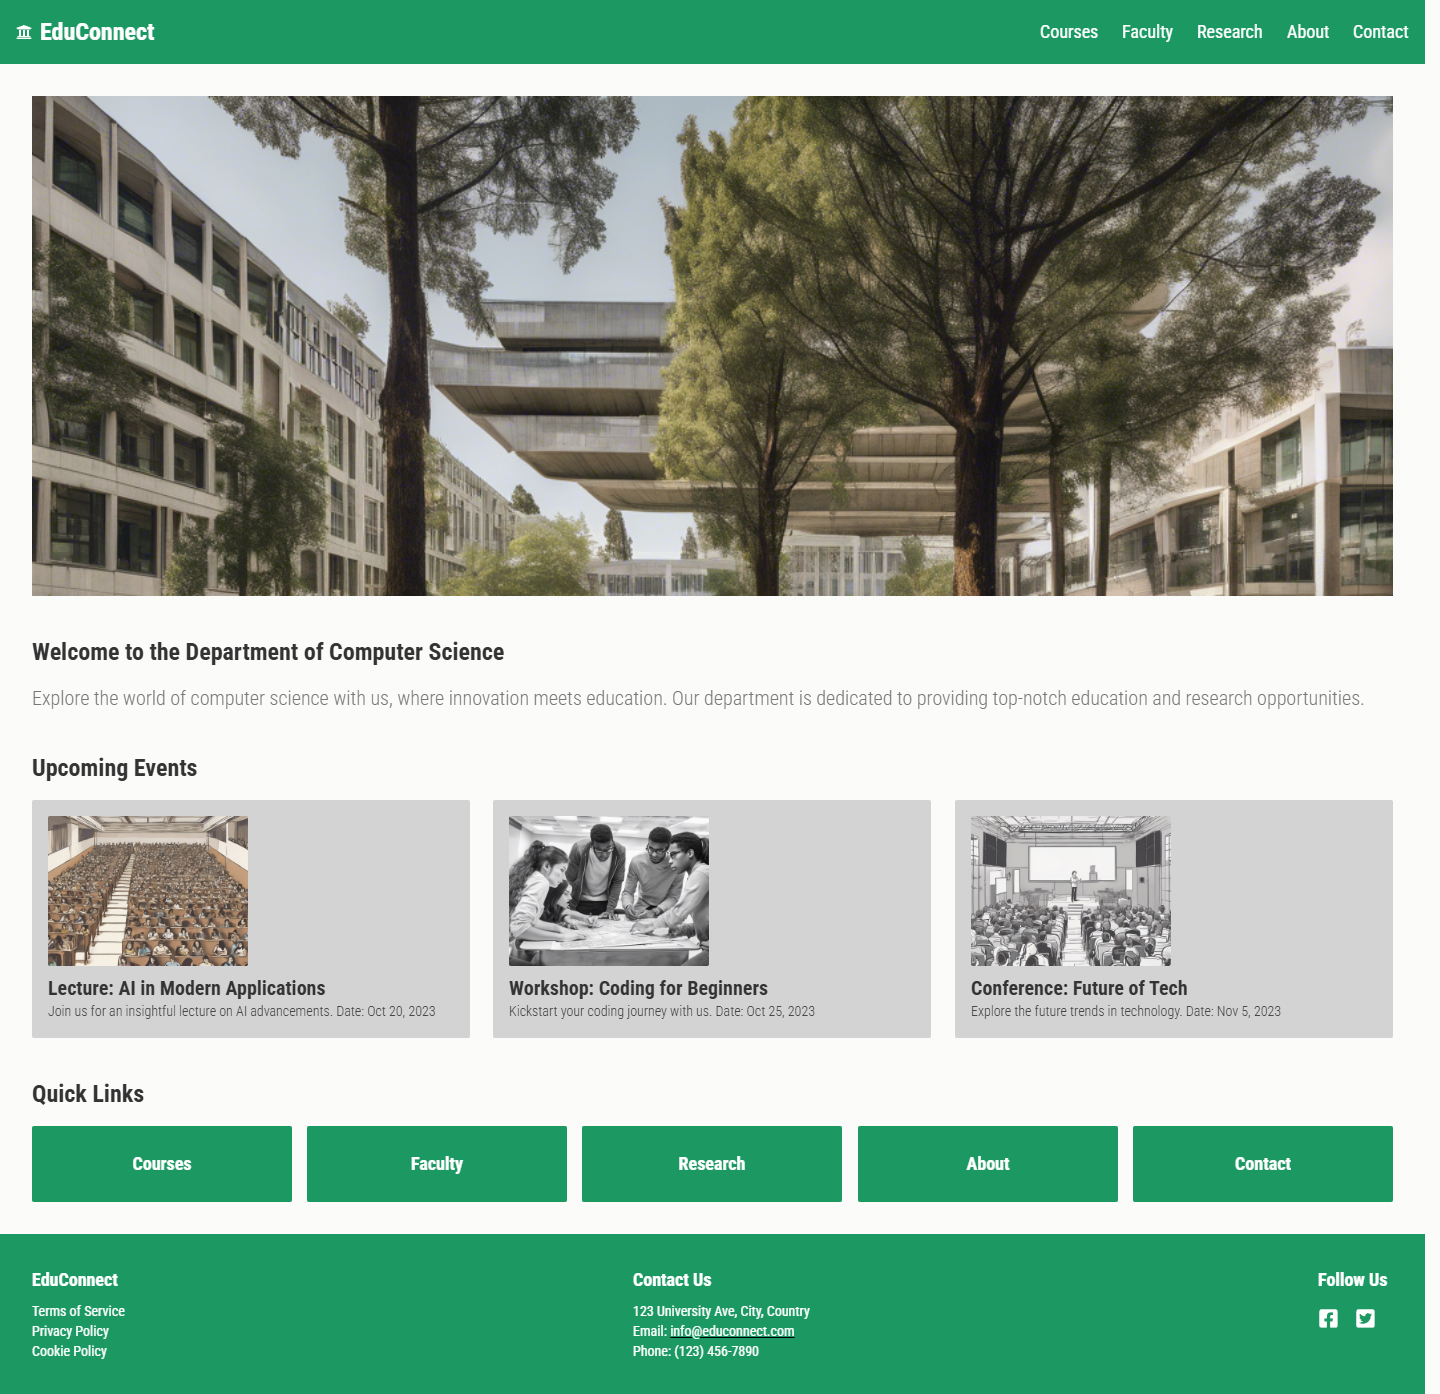 EduConnect
Courses Faculty Research About Contact
Welcome to the Department of Computer Science
Explore the world of computer science with us, where innovation meets education. Our department is dedicated to providing top-notch education and research opportunities.
Upcoming Events
Lecture: AI in Modern Applications
Join us for an insightful lecture on AI advancements. Date: Oct 20, 2023
Workshop: Coding for Beginners
Kickstart your coding journey with us. Date: Oct 25, 2023
Conference: Future of Tech
Explore the future trends in technology. Date: Nov 5, 2023
Quick Links
Courses
Faculty
Research
About
Contact
EduConnect
Terms of Service
Privacy Policy
Cookie Policy
Contact Us
123 University Ave, City, Country
Email: info@educonnect.com
Phone: (123) 456-7890
Follow Us